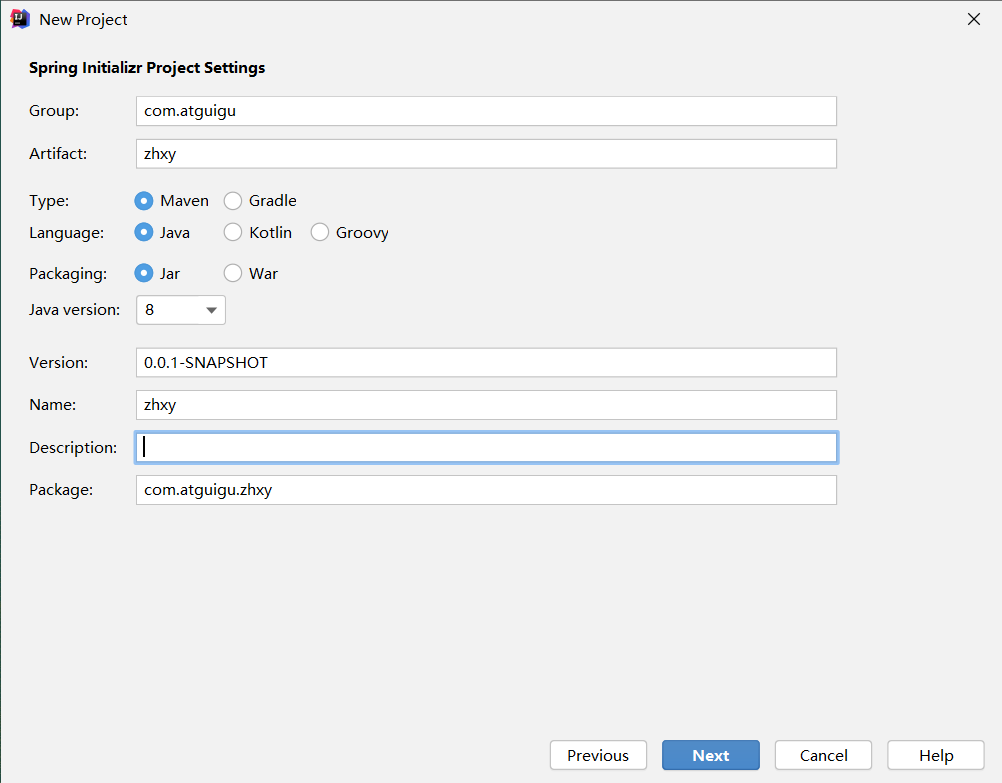 New Project
Spring Initializr Project Settings
Group: com.atguigu
Artifact: zhxy
Type: Maven Gradle
Language: Java Kotlin Groovy
Packaging: Jar War
Java version: 8
Version: 0.0.1-SNAPSHOT
Name: zhxy
Description:
Package: com.atguigu.zhxy
Previous Next Cancel Help